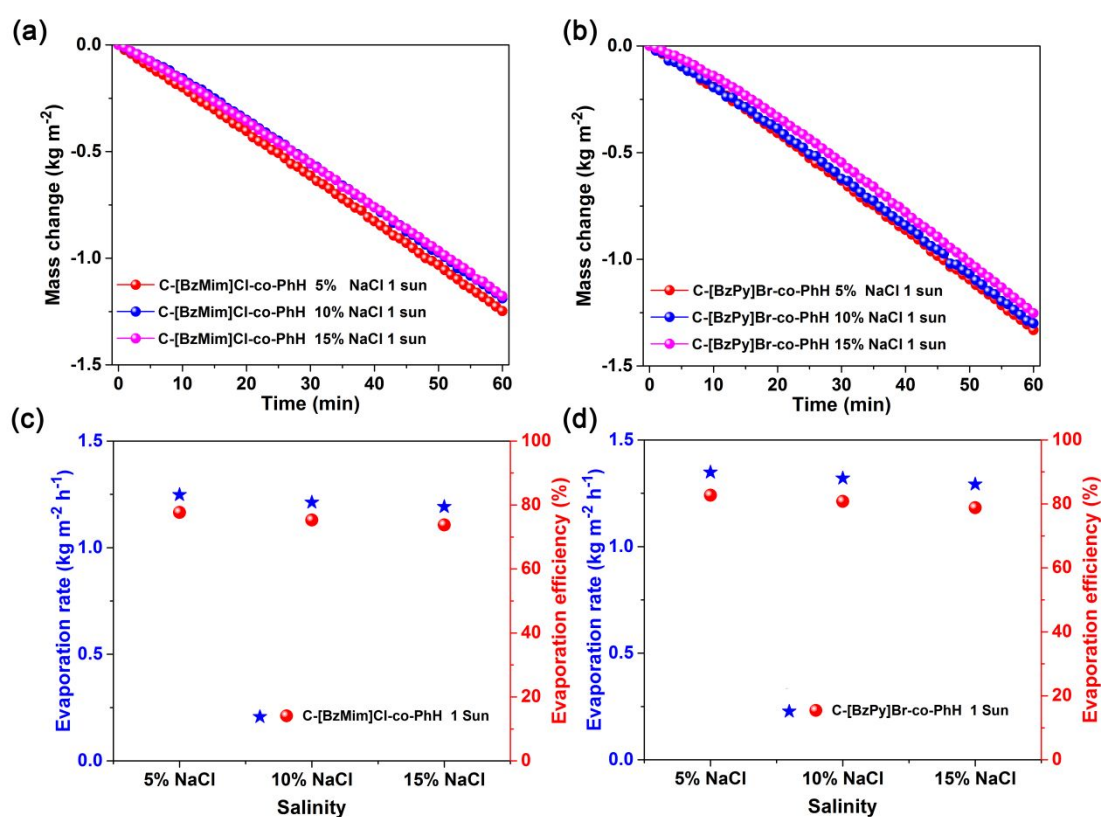 (a)
Mass change (kg m-2)
0.0
-0.5
-1.0
-1.5
C-[BzMim]Cl-co-PhH 5% NaCl 1 sun
C-[BzMim]Cl-co-PhH 10% NaCl 1 sun
C-[BzMim]Cl-co-PhH 15% NaCl 1 sun
0 10 20 30 40 50 60
Time (min)
(b)
Mass change (kg m-2)
0.0
-0.5
-1.0
-1.5
C-[BzPy]Br-co-PhH 5% NaCl 1 sun
C-[BzPy]Br-co-PhH 10% NaCl 1 sun
C-[BzPy]Br-co-PhH 15% NaCl 1 sun
0 10 20 30 40 50 60
Time (min)
(c)
Evaporation rate (kg m-2 h-1)
1.5
1.0
0.5
0.0
C-[BzMim]Cl-co-PhH 1 Sun
5% NaCl 10% NaCl 15% NaCl
Salinity
100
80
60
40
20
0
Evaporation efficiency (%)
(d)
Evaporation rate (kg m-2 h-1)
1.5
1.0
0.5
0.0
C-[BzPy]Br-co-PhH 1 Sun
5% NaCl 10% NaCl 15% NaCl
Salinity
100
80
60
40
20
0
Evaporation efficiency (%)